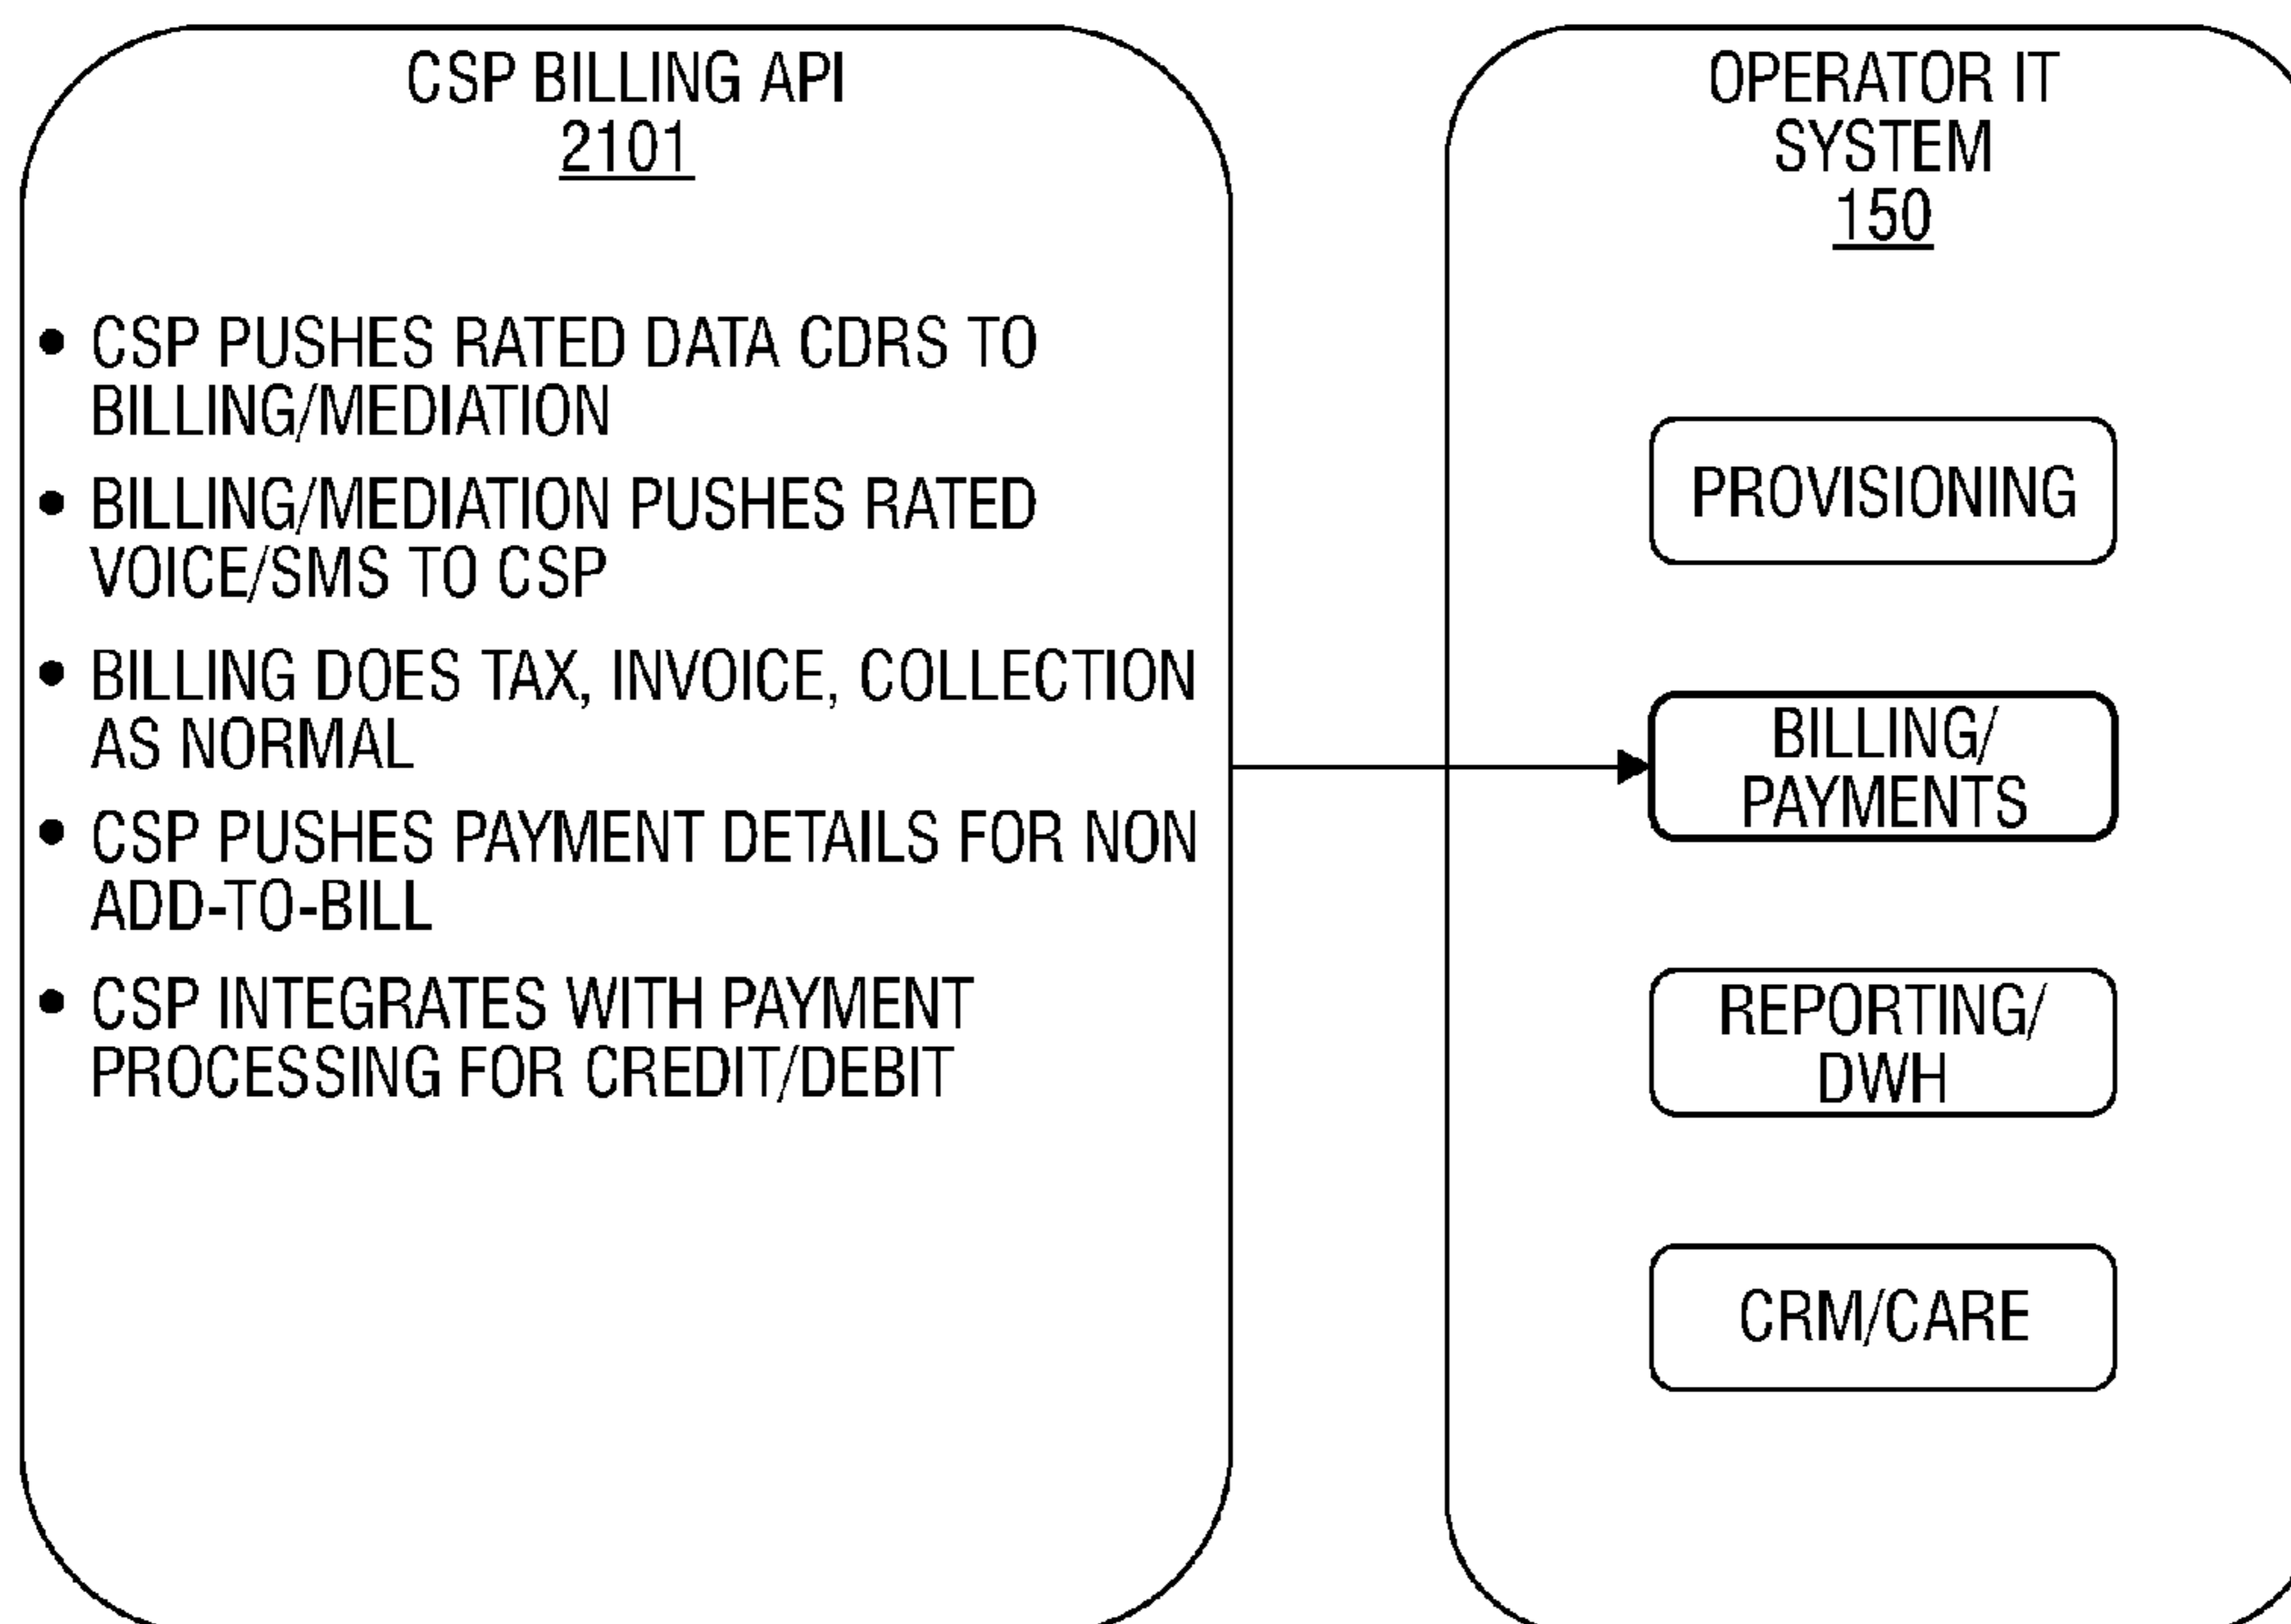 CSP BILLING API
2101
• CSP PUSHES RATED DATA CDRS TO
BILLING/MEDIATION
• BILLING/MEDIATION PUSHES RATED
VOICE/SMS TO CSP
• BILLING DOES TAX, INVOICE, COLLECTION
AS NORMAL
• CSP PUSHES PAYMENT DETAILS FOR NON
ADD-TO-BILL
• CSP INTEGRATES WITH PAYMENT
PROCESSING FOR CREDIT/DEBIT
OPERATOR IT
SYSTEM
150
PROVISIONING
BILLING/
PAYMENTS
REPORTING/
DWH
CRM/CARE